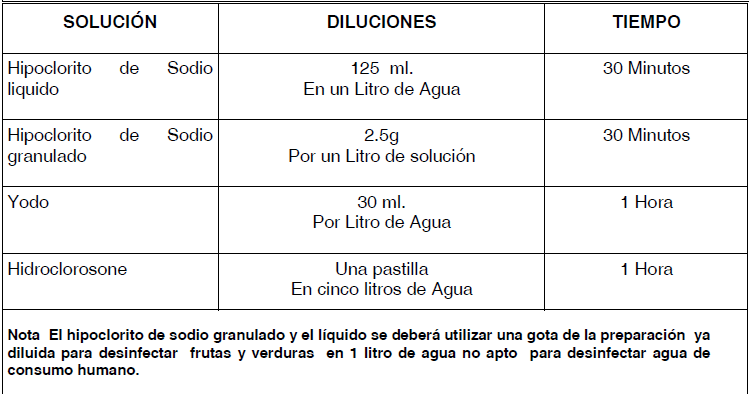 SOLUCIÓN DILUCIONES TIEMPO
Hipoclorito de Sodio 125 ml. 30 Minutos
liquido En un Litro de Agua
Hipoclorito de Sodio 2.5g 30 Minutos
granulado Por un Litro de solución
Yodo 30 ml. 1 Hora
Por Litro de Agua
Hidroclorosone Una pastilla 1 Hora
En cinco litros de Agua
Nota El hipoclorito de sodio granulado y el líquido se deberá utilizar una gota de la preparación ya
diluida para desinfectar frutas y verduras en 1 litro de agua no apto para desinfectar agua de
consumo humano.